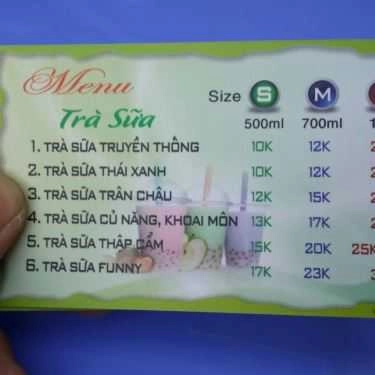 Menu
Trà Sữa
Size S M
500ml 700ml
1. TRÀ SỮA TRUYỀN THỐNG 10K 12K
2. TRÀ SỮA THÁI XANH 10K 12K
3. TRÀ SỮA TRÂN CHÂU 12K 15K
4. TRÀ SỮA CỦ NĂNG, KHOAI MÔN 13K 17K
5. TRÀ SỮA THẬP CẨM 15K 20K 25K
6. TRÀ SỮA FUNNY 17K 23K